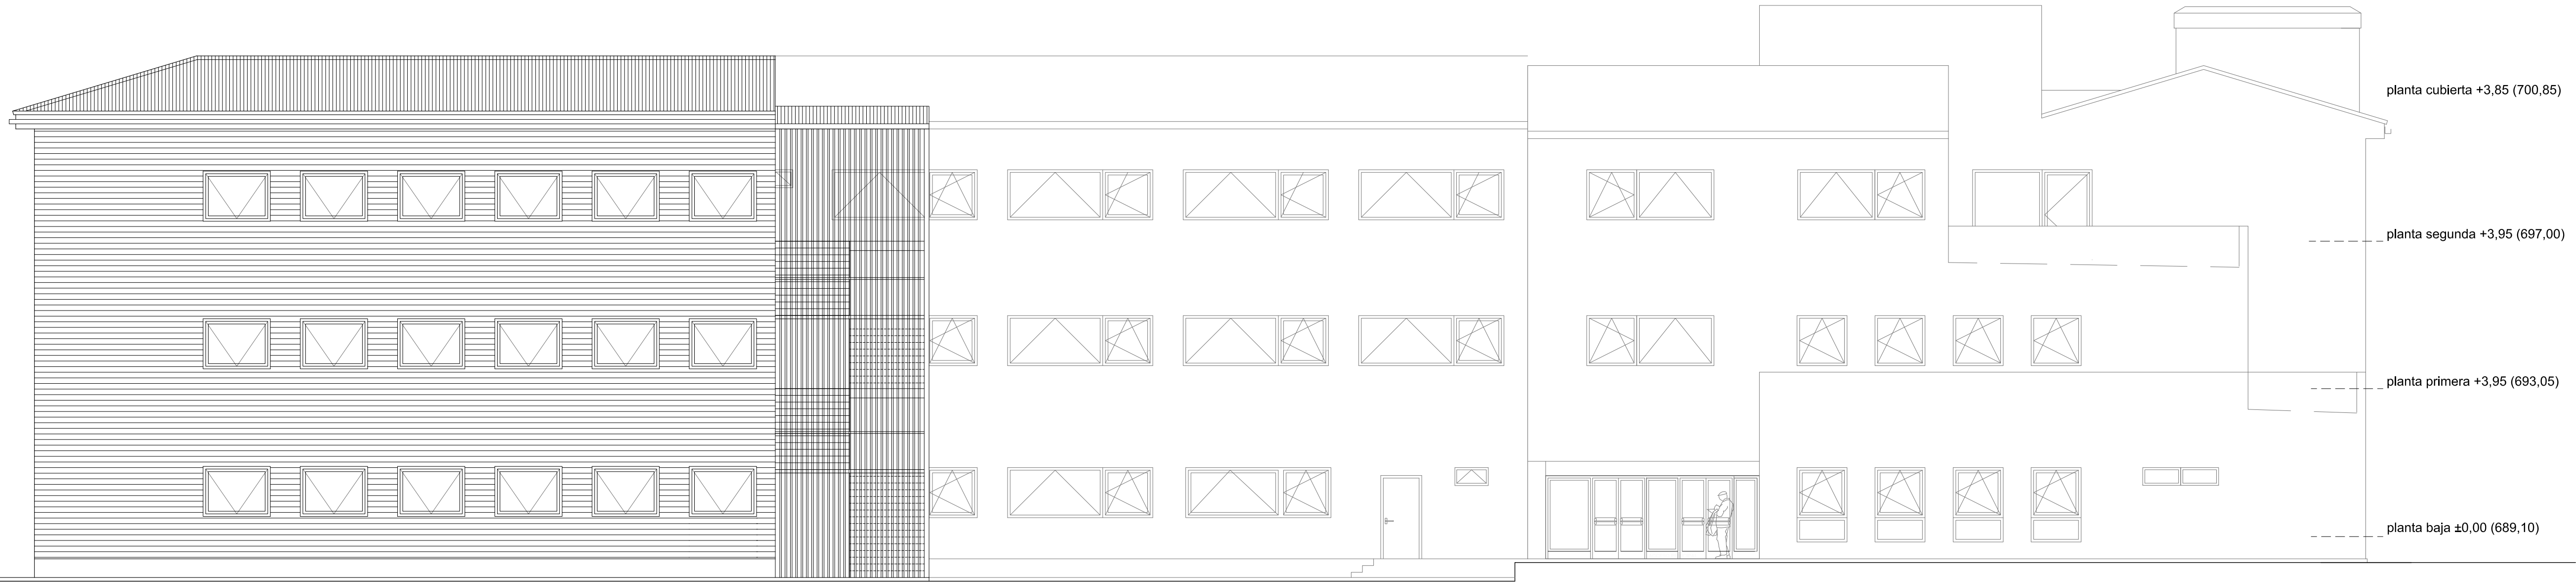 planta cubierta +3,85 (700,85)
planta segunda +3,95 (697,00)
planta primera +3,95 (693,05)
planta baja ±0,00 (689,10)